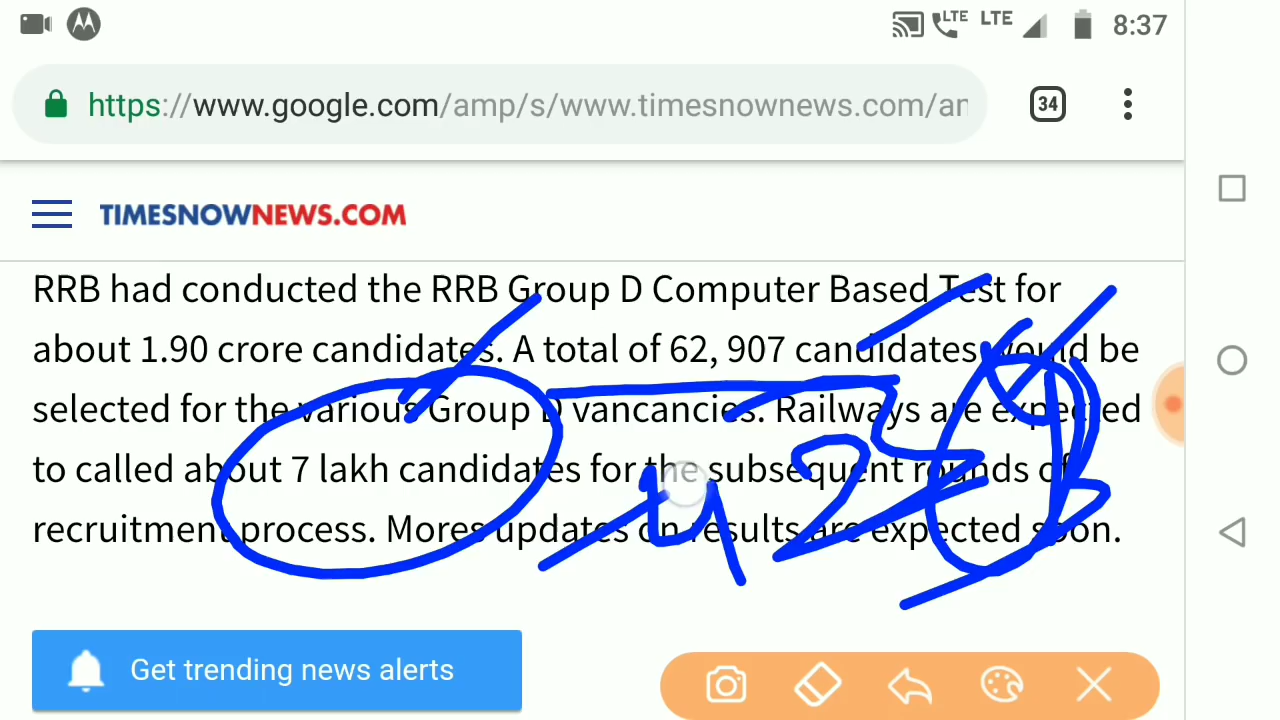 LTE LTE 8:37
https://www.google.com/amp/s/www.timesnownews.com/an 34
TIMESNOWNEWS.COM
RRB had conducted the RRB Group D Computer Based Test for
about 1.90 crore candidates. A total of 62, 907 candidates would be
selected for the various Group D vancancies. Railways are expected
to called about 7 lakh candidates for the subsequent rounds of
recruitment process. Mores updates on results are expected soon.
Get trending news alerts